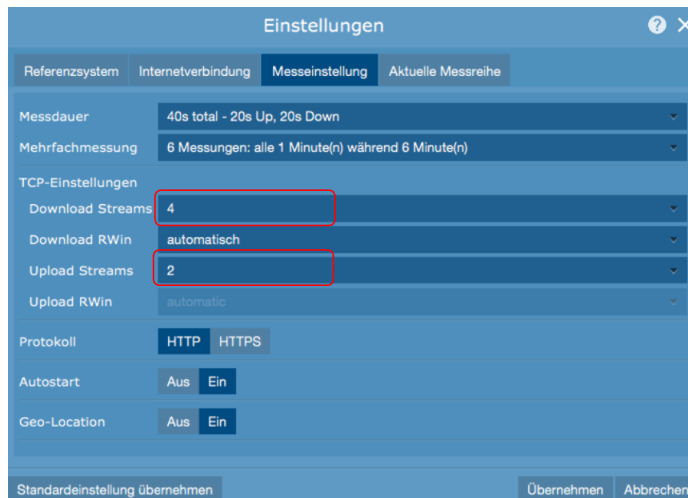 Einstellungen
Referenzsystem Internetverbindung Messeinstellung Aktuelle Messreihe
Messdauer 40s total - 20s Up, 20s Down
Mehrfachmessung 6 Messungen: alle 1 Minute(n) während 6 Minute(n)
TCP-Einstellungen
Download Streams 4
Download RWin automatisch
Upload Streams 2
Upload RWin automatic
Protokoll HTTP HTTPS
Autostart Aus Ein
Geo-Location Aus Ein
Standardeinstellung übernehmen Übernehmen Abbrechen